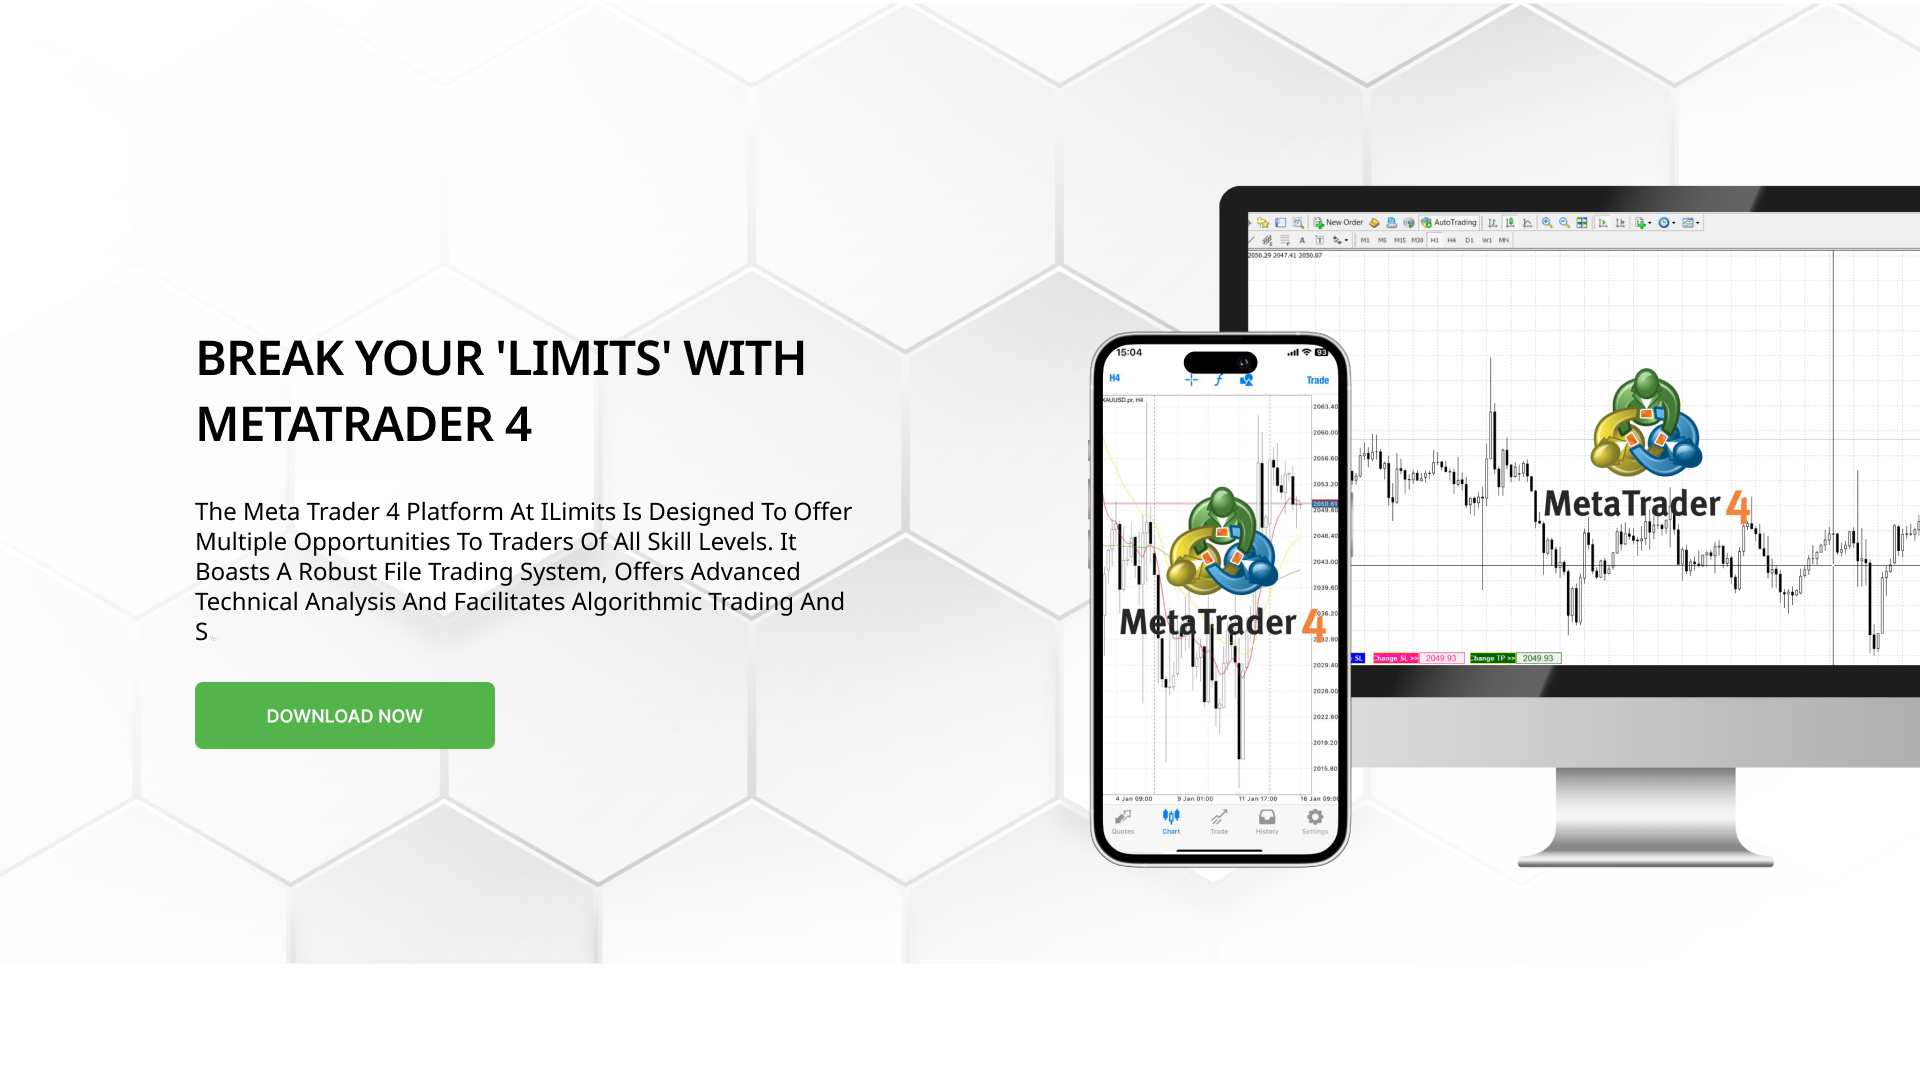 BREAK YOUR 'LIMITS' WITH
METATRADER 4
The Meta Trader 4 Platform At ILimits Is Designed To Offer
Multiple Opportunities To Traders Of All Skill Levels. It
Boasts A Robust File Trading System, Offers Advanced
Technical Analysis And Facilitates Algorithmic Trading And
S
DOWNLOAD NOW
New Order
AutoTrading
A
T
M1 M5 M15 M30 H1 H4 D1 W1 MN
2050.29 2047.41 2050.07
MetaTrader 4
SL
Change SL >> 2049.93
Change TP >> 2049.93
15:04
93
H4
Trade
XAUUSD.pr, H4
2063.40
2060.00
2056.60
2053.20
2049.80
2046.40
2043.00
2039.60
2036.20
MetaTrader 4
2032.80
2029.40
2026.00
2022.60
2019.20
2015.80
4 Jan 09:00 9 Jan 01:00 11 Jan 17:00 16 Jan 09:00
Quotes Chart Trade History Settings